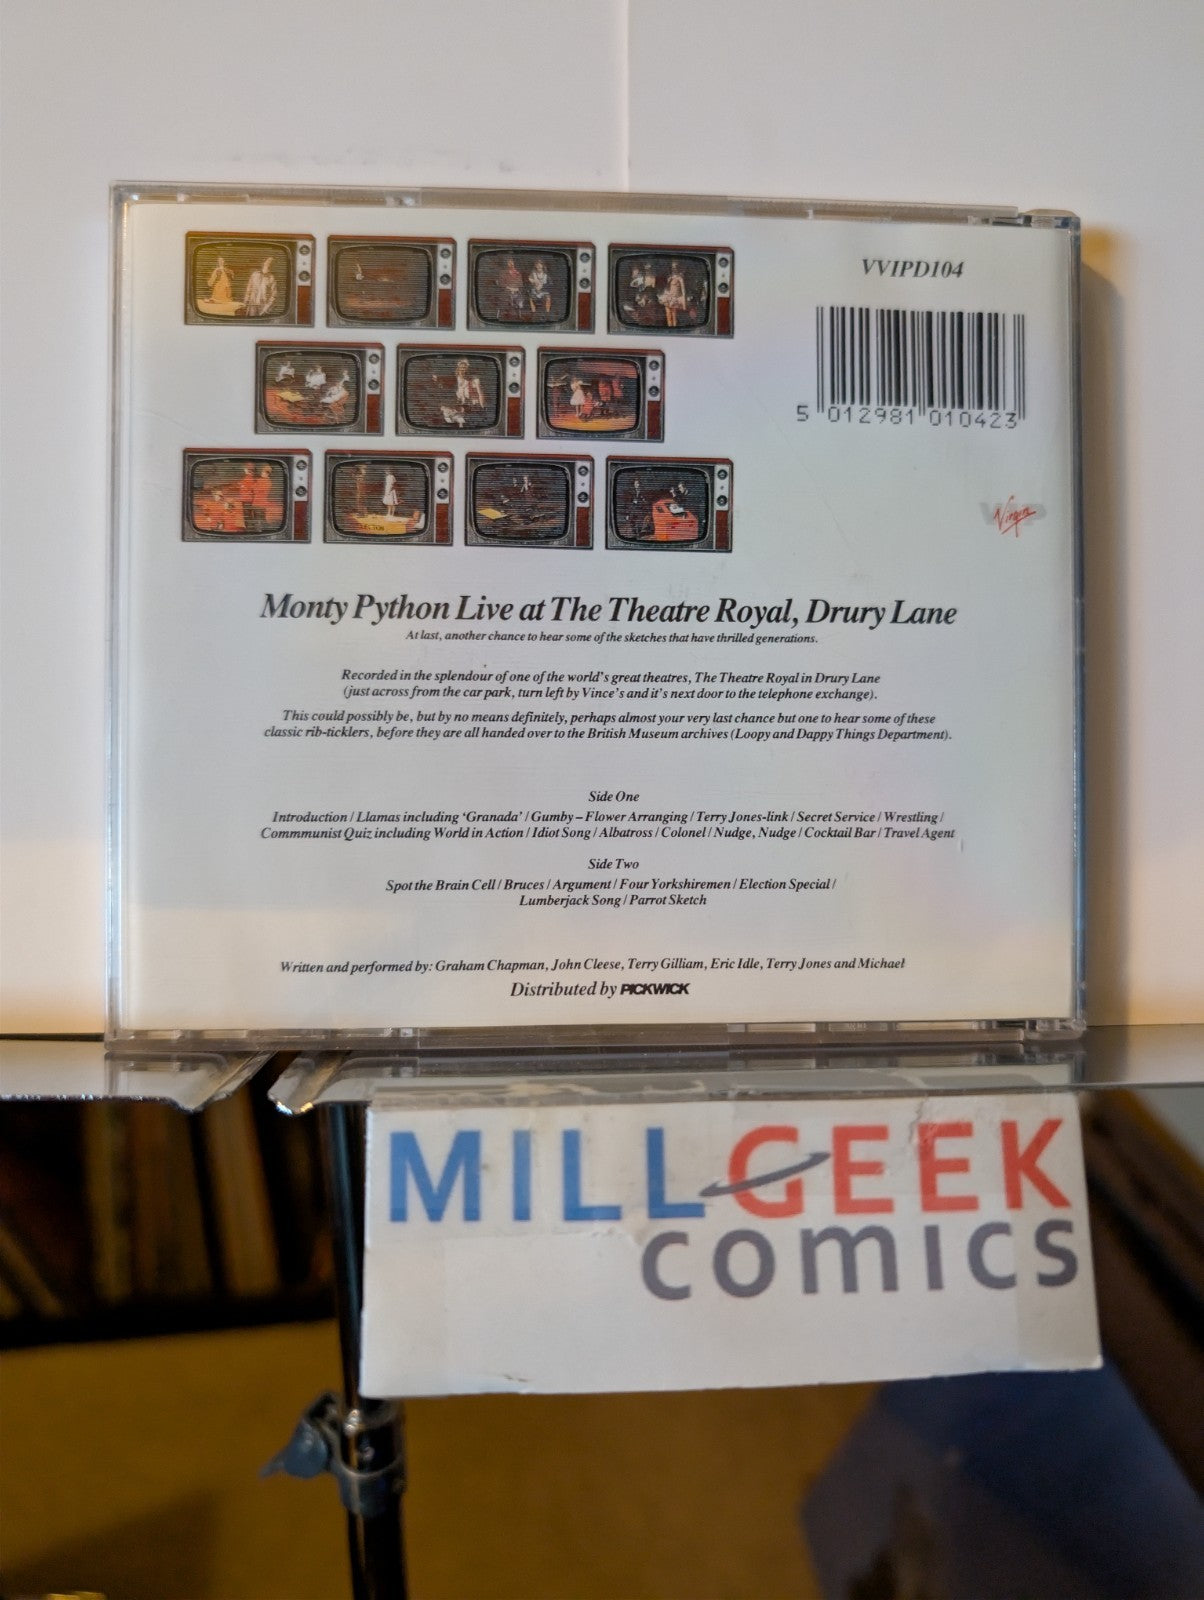 VVIPD104
5 012981 010423
Virgin
Monty Python Live at The Theatre Royal, Drury Lane
At last, another chance to hear some of the sketches that have thrilled generations.
Recorded in the splendour of one of the world's great theatres, The Theatre Royal in Drury Lane
(just across from the car park, turn left by Vince's and it's next door to the telephone exchange).
This could possibly be, but by no means definitely, perhaps almost your very last chance but one to hear some of these
classic rib-ticklers, before they are all handed over to the British Museum archives (Loopy and Dappy Things Department).
Side One
Introduction / Llamas including 'Granada' / Gumby – Flower Arranging / Terry Jones-link / Secret Service / Wrestling /
Commmunist Quiz including World in Action / Idiot Song / Albatross / Colonel / Nudge, Nudge / Cocktail Bar / Travel Agent
Side Two
Spot the Brain Cell / Bruces / Argument / Four Yorkshiremen / Election Special /
Lumberjack Song / Parrot Sketch
Written and performed by: Graham Chapman, John Cleese, Terry Gilliam, Eric Idle, Terry Jones and Michael
Distributed by PICKWICK
MILL GEEK
comics